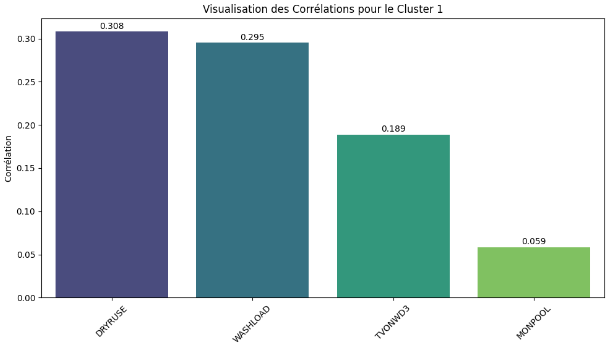 Visualisation des Corrélations pour le Cluster 1
Corrélation
0.30
0.25
0.20
0.15
0.10
0.05
0.00
0.308
0.295
0.189
0.059
DRYRUSE
WASHLOAD
TVONWD3
MONPOOL